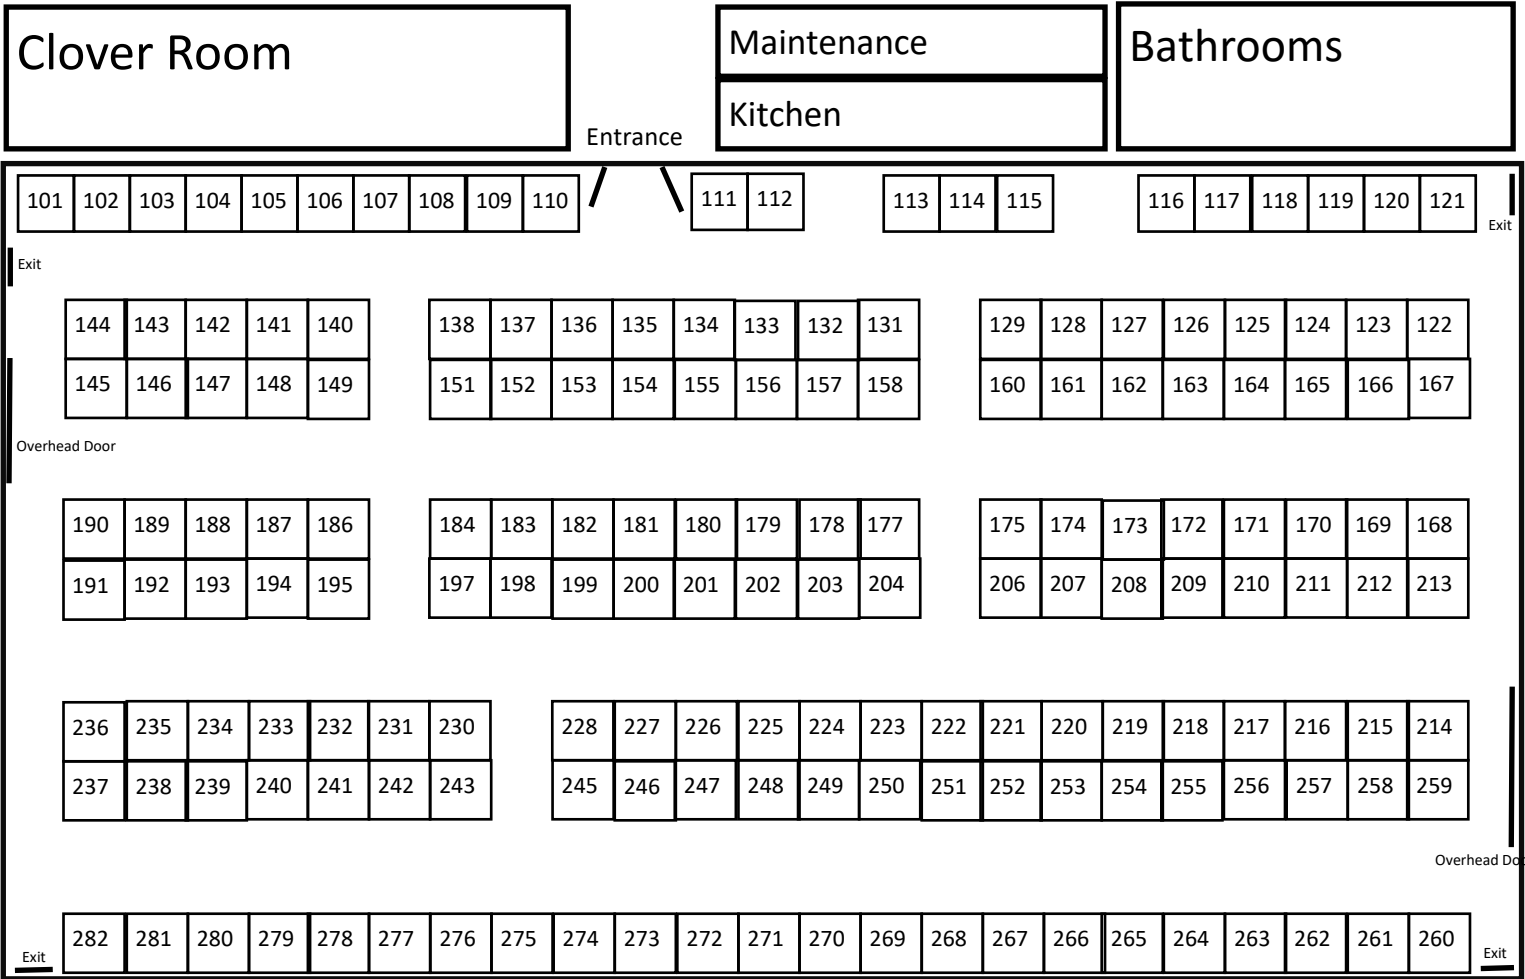 Clover Room
Maintenance
Bathrooms
Kitchen
Entrance
101 102 103 104 105 106 107 108 109 110 111 112 113 114 115 116 117 118 119 120 121
Exit
Exit
144 143 142 141 140 138 137 136 135 134 133 132 131 129 128 127 126 125 124 123 122
145 146 147 148 149 151 152 153 154 155 156 157 158 160 161 162 163 164 165 166 167
Overhead Door
190 189 188 187 186 184 183 182 181 180 179 178 177 175 174 173 172 171 170 169 168
191 192 193 194 195 197 198 199 200 201 202 203 204 206 207 208 209 210 211 212 213
236 235 234 233 232 231 230 228 227 226 225 224 223 222 221 220 219 218 217 216 215 214
237 238 239 240 241 242 243 245 246 247 248 249 250 251 252 253 254 255 256 257 258 259
Overhead Do
282 281 280 279 278 277 276 275 274 273 272 271 270 269 268 267 266 265 264 263 262 261 260
Exit
Exit